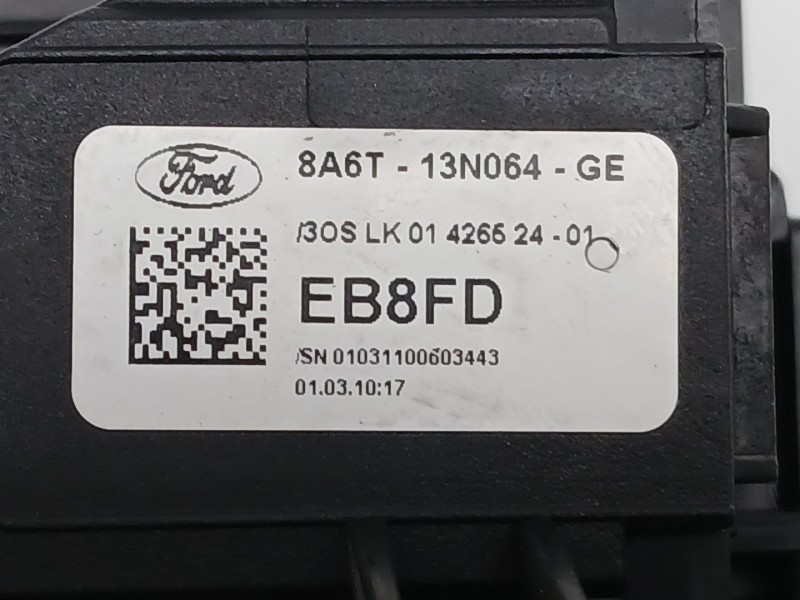 Ford
8A6T - 13N064 - GE
/3OS LK 01 4266 24 - 01
EB8FD
/SN 01031100603443
01.03.10:17